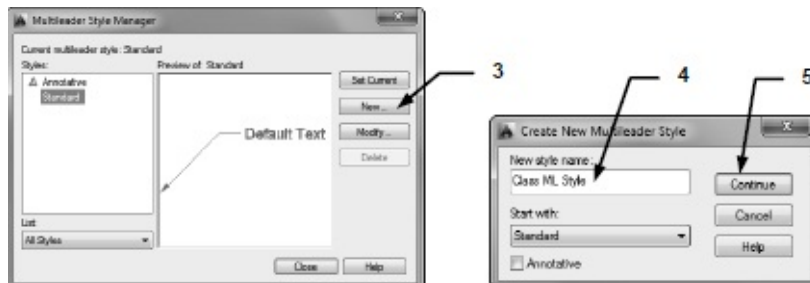 Multileader Style Manager
Current multileader style: Standard
Styles:
Preview of: Standard
Annotative
Standard
Default Text
Set Current
New...
Modify...
Delete
List:
All Styles
Close
Help
3
4
5
Create New Multileader Style
New style name:
Class ML Style
Continue
Start with:
Cancel
Standard
Help
Annotative